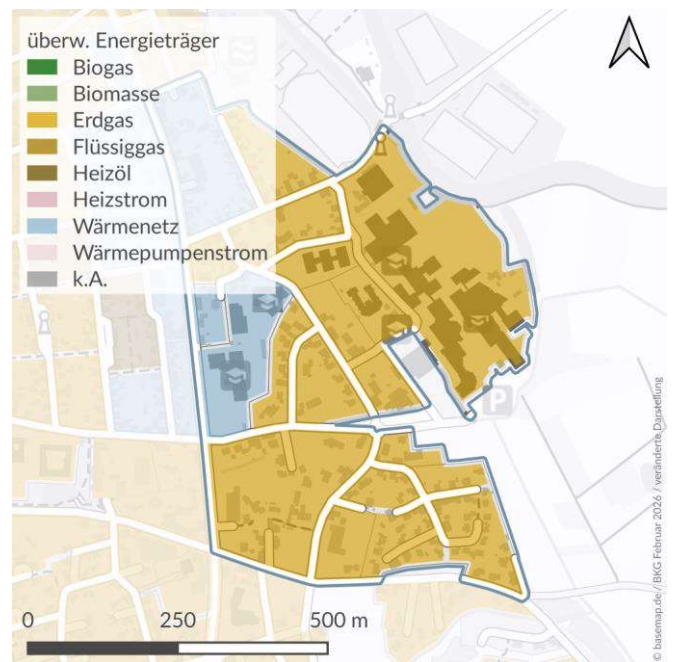 überw. Energieträger
Biogas
Biomasse
Erdgas
Flüssiggas
Heizöl
Heizstrom
Wärmenetz
Wärmepumpenstrom
k.A.
P
0 250 500 m
© basemap.de / BKG Februar 2026 / veränderte Darstellung